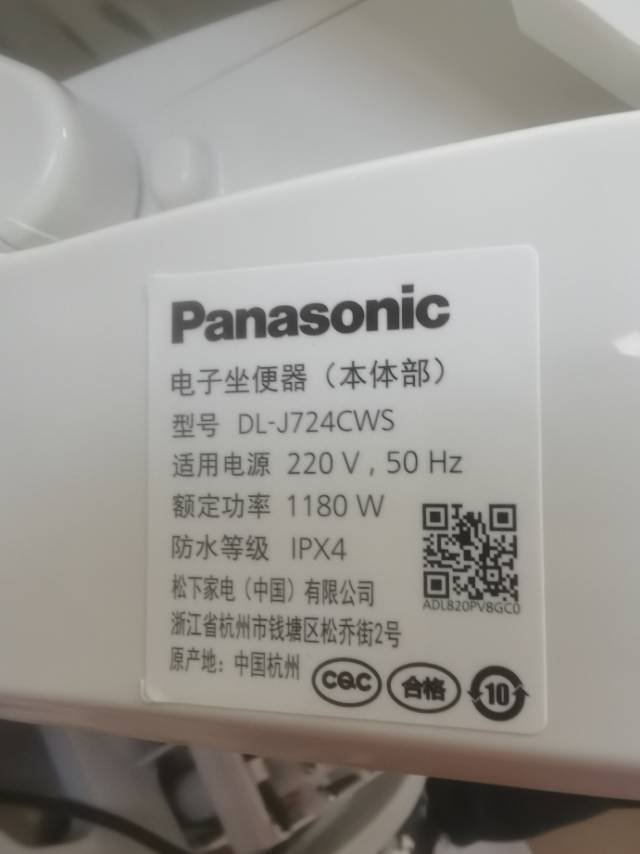 Panasonic
电子坐便器（本体部）
型号 DL-J724CWS
适用电源 220 V , 50 Hz
额定功率 1180 W
防水等级 IPX4
ADL820PV8GC0
松下家电（中国）有限公司
浙江省杭州市钱塘区松乔街2号
原产地：中国杭州
CQC
合格
10